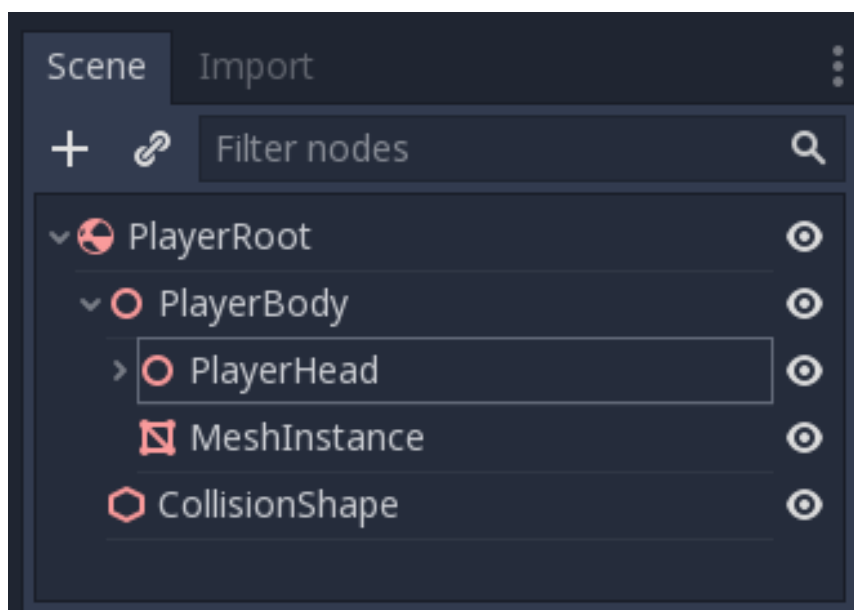 Scene Import
Filter nodes
PlayerRoot
PlayerBody
PlayerHead
MeshInstance
CollisionShape